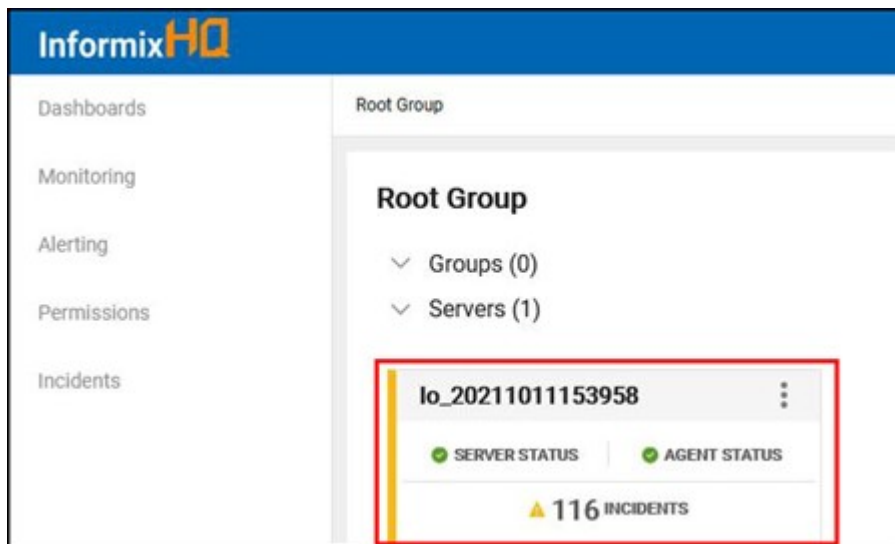 InformixHQ
Dashboards
Monitoring
Alerting
Permissions
Incidents
Root Group
Root Group
Groups (0)
Servers (1)
lo_20211011153958
SERVER STATUS
AGENT STATUS
116 INCIDENTS